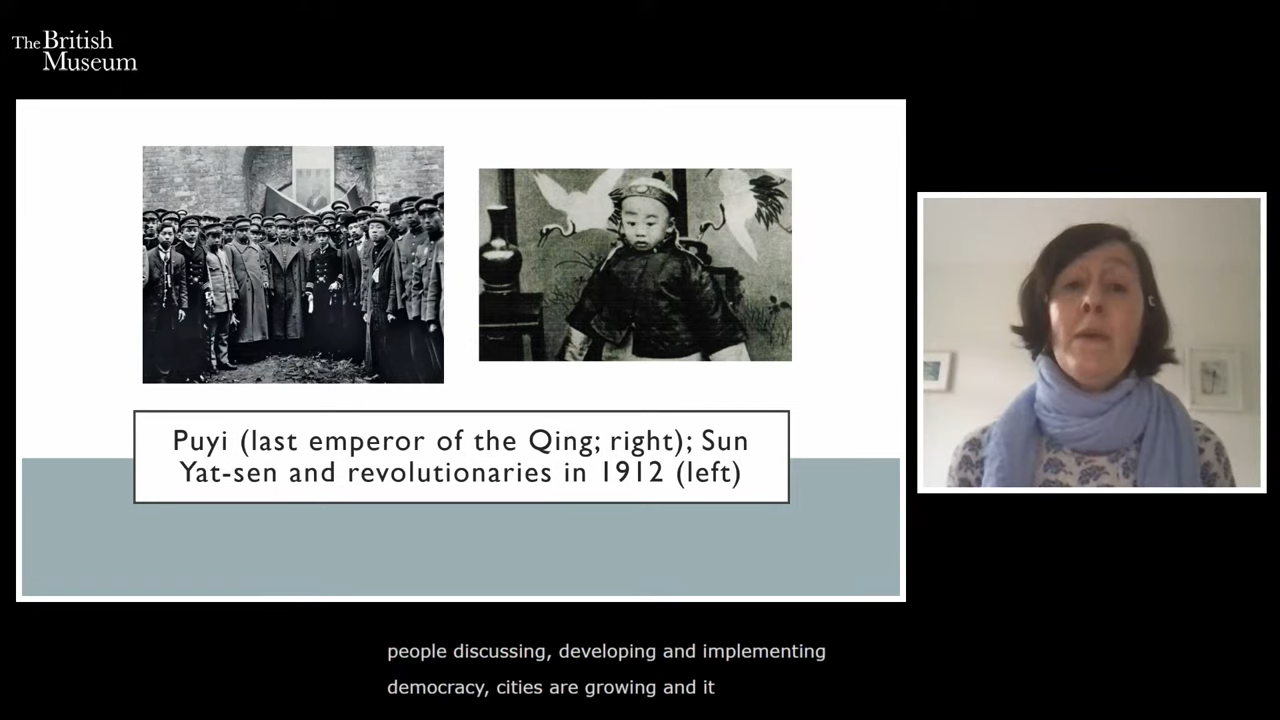 The British
Museum
Puyi (last emperor of the Qing; right); Sun
Yat-sen and revolutionaries in 1912 (left)
people discussing, developing and implementing
democracy, cities are growing and it